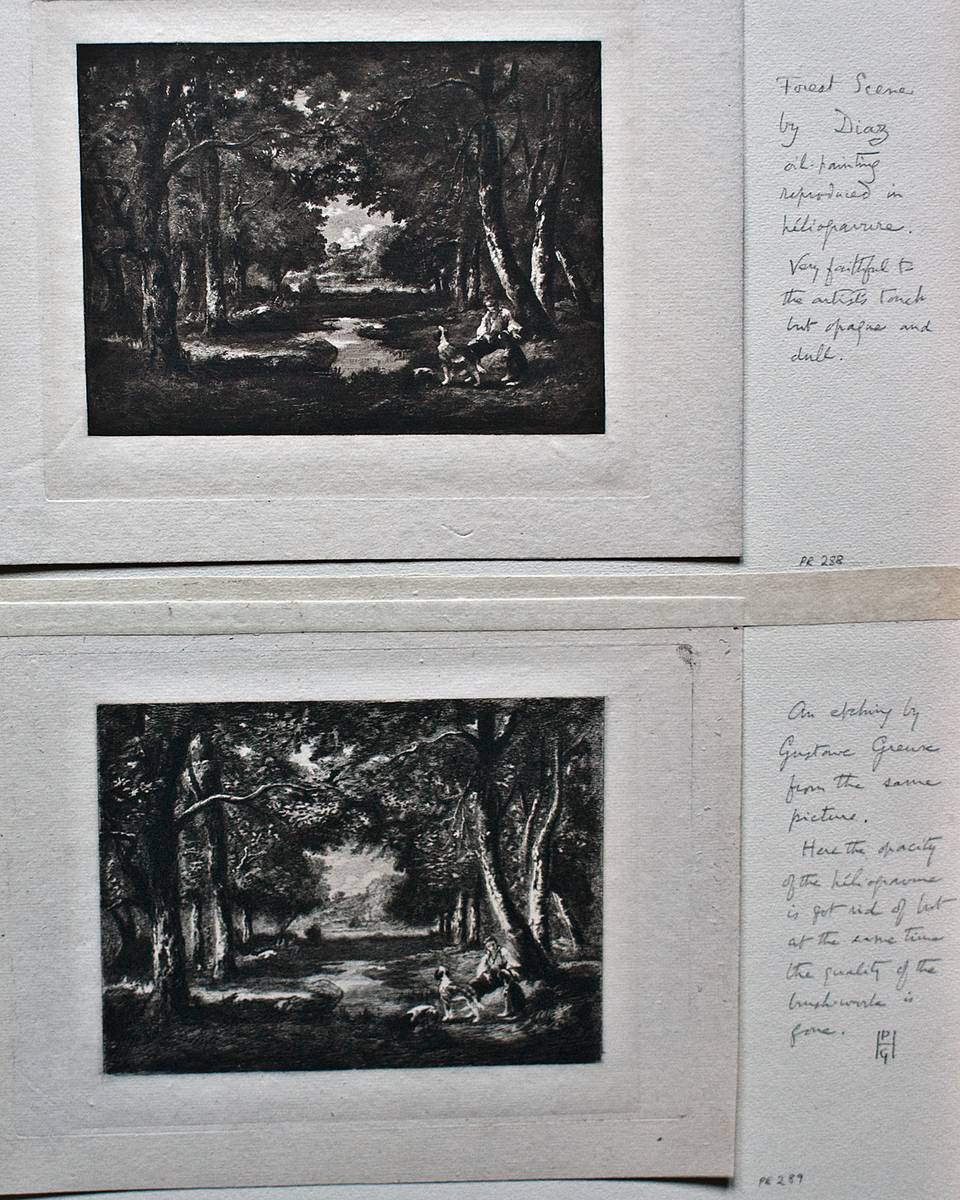 Forest Scene
by Diaz
oil-painting
reproduced in
héliogravure.
Very faithful to
the artist's touch
but opaque and
dull.
PR 288
An etching by
Gustave Greux
from the same
picture.
Here the opacity
of the héliogravure
is got rid of but
at the same time
the quality of the
brush-work is
gone.
PR 289